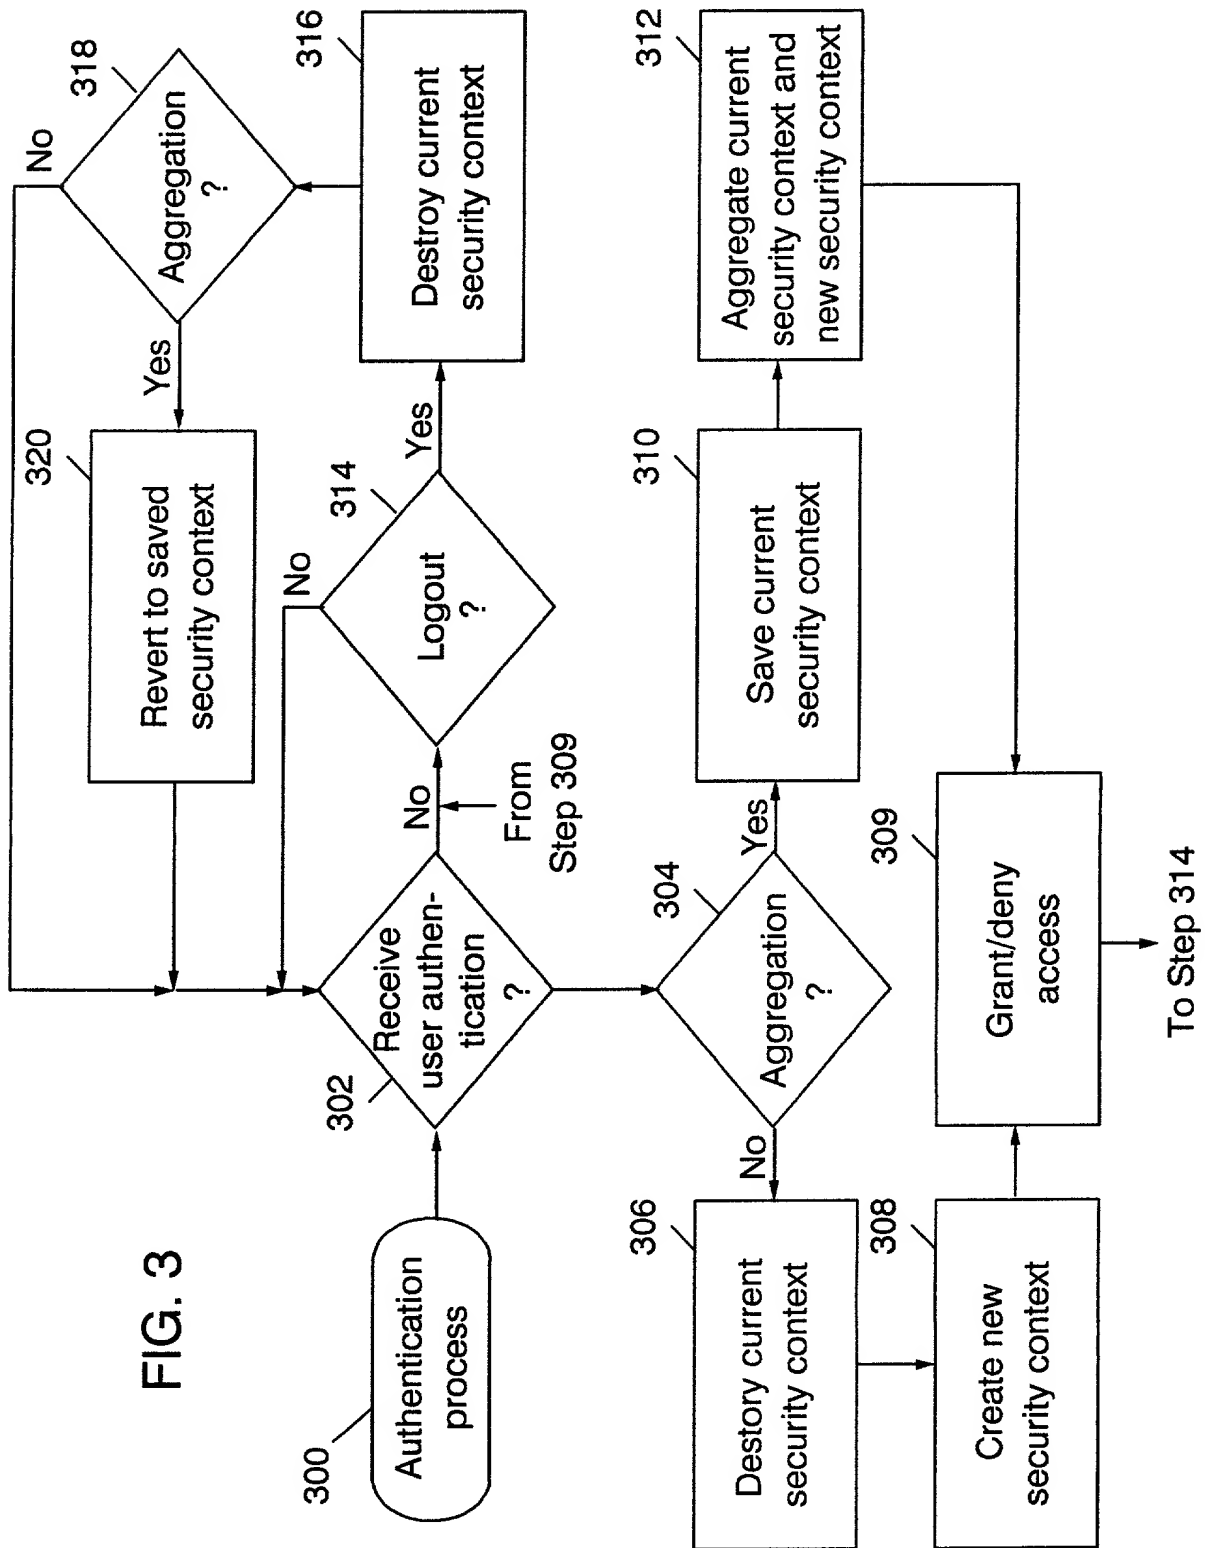 FIG. 3
300
Authentication
process
302
Receive
user authen-
tication
?
No
From
Step 309
314
Logout
?
No
Yes
316
Destroy current
security context
318
Aggregation
?
No
Yes
320
Revert to saved
security context
304
Aggregation
?
No
Yes
306
Destory current
security context
308
Create new
security context
310
Save current
security context
312
Aggregate current
security context and
new security context
309
Grant/deny
access
To Step 314